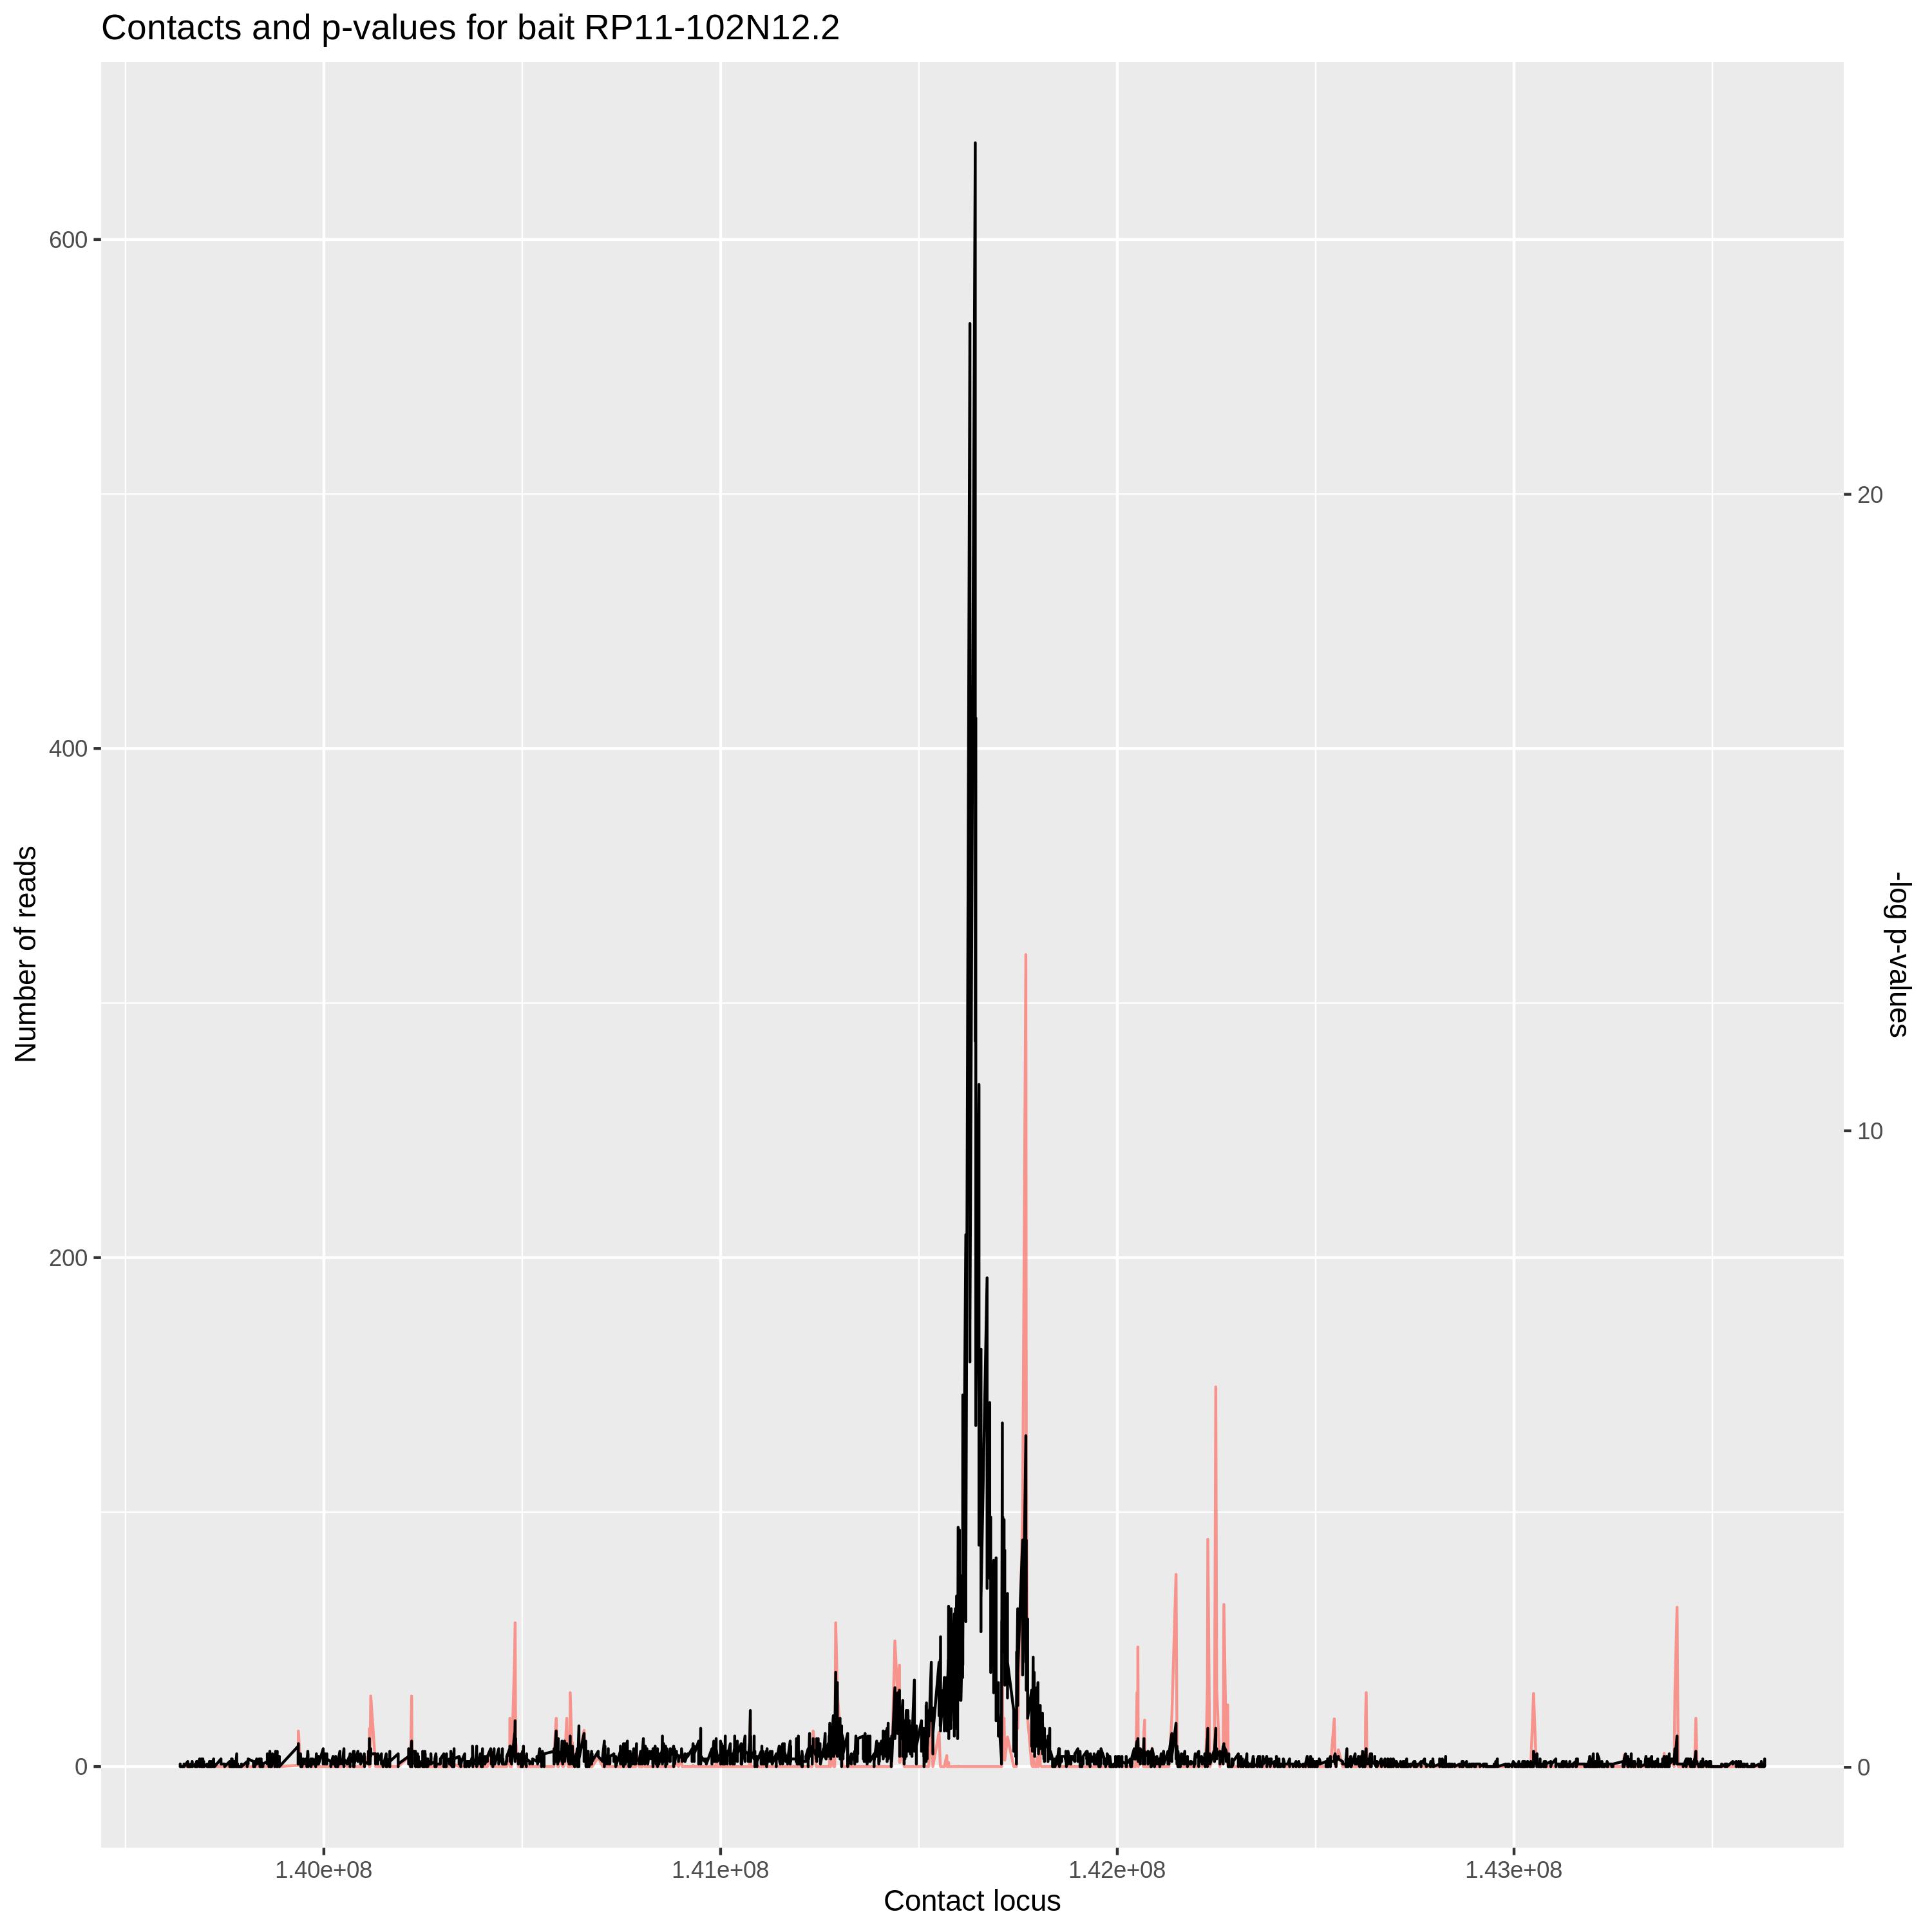 Contacts and p-values for bait RP11-102N12.2
600
400
200
0
Number of reads
20
10
0
-log p-values
1.40e+08
1.41e+08
1.42e+08
1.43e+08
Contact locus